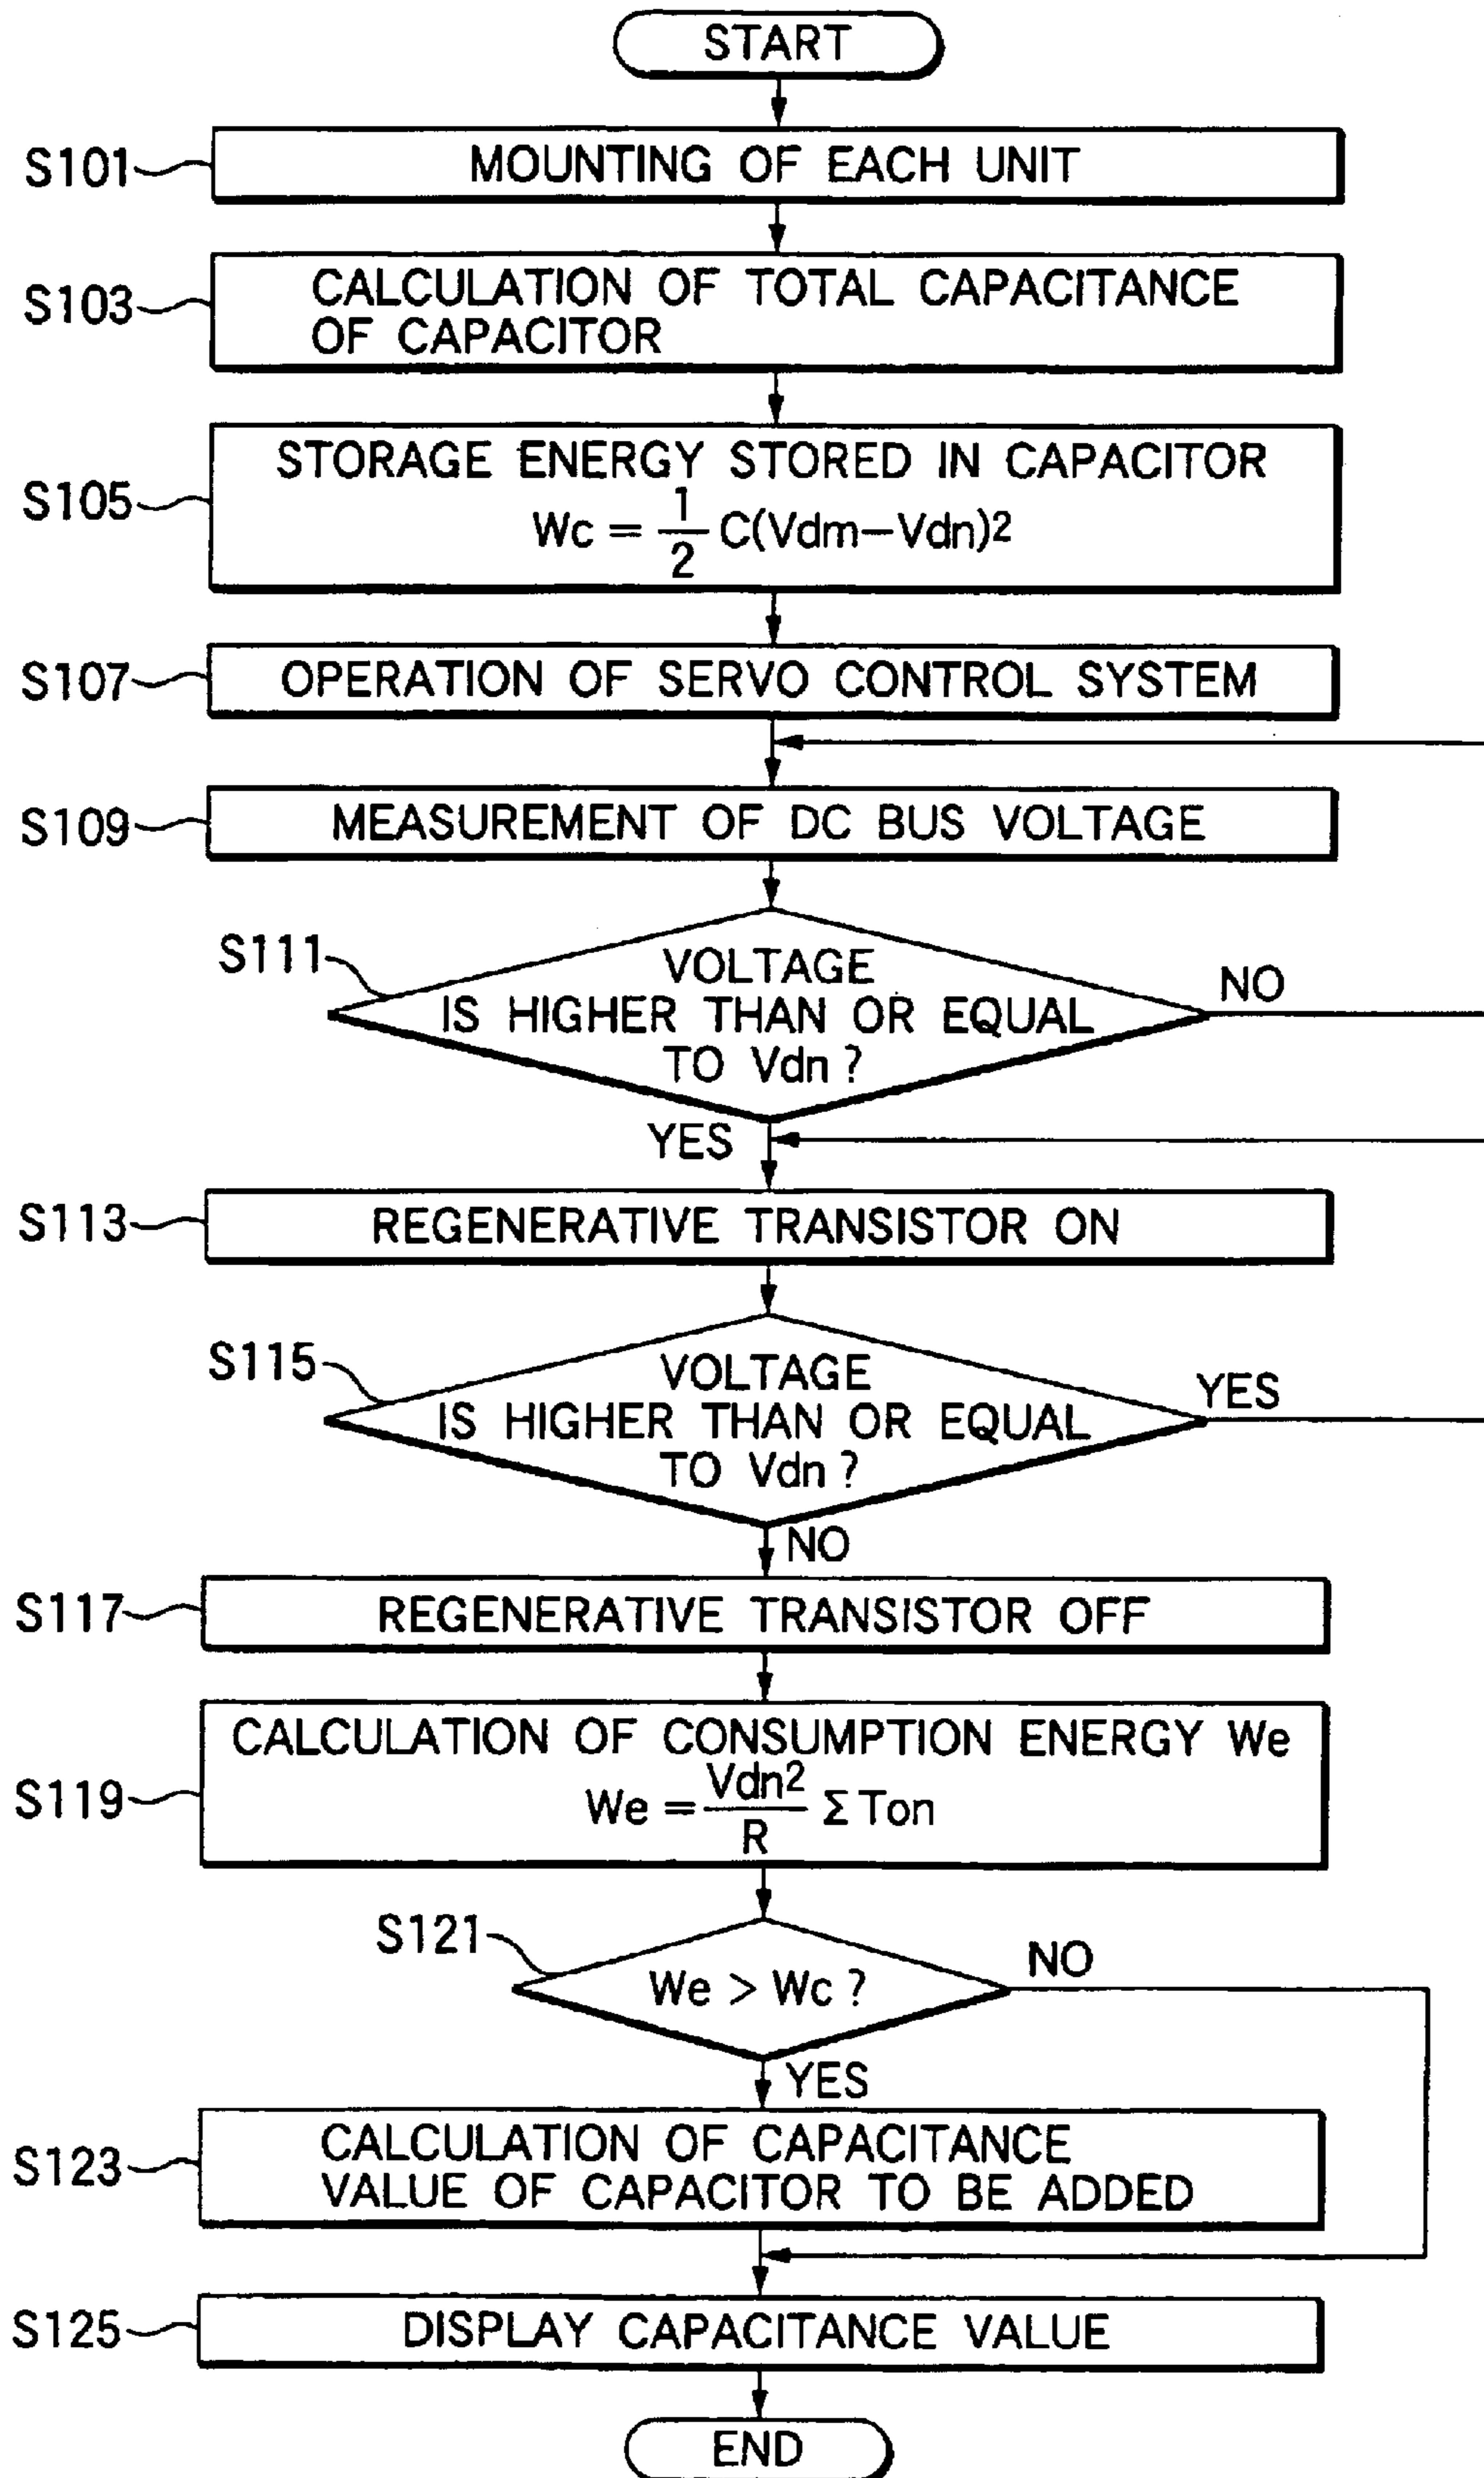 START
S101
MOUNTING OF EACH UNIT
S103
CALCULATION OF TOTAL CAPACITANCE
OF CAPACITOR
S105
STORAGE ENERGY STORED IN CAPACITOR
Wc = 1/2 C(Vdm−Vdn)²
S107
OPERATION OF SERVO CONTROL SYSTEM
S109
MEASUREMENT OF DC BUS VOLTAGE
S111
VOLTAGE
IS HIGHER THAN OR EQUAL
TO Vdn ?
NO
YES
S113
REGENERATIVE TRANSISTOR ON
S115
VOLTAGE
IS HIGHER THAN OR EQUAL
TO Vdn ?
YES
NO
S117
REGENERATIVE TRANSISTOR OFF
S119
CALCULATION OF CONSUMPTION ENERGY We
We = Vdn²/R Σ Ton
S121
We > Wc ?
NO
YES
S123
CALCULATION OF CAPACITANCE
VALUE OF CAPACITOR TO BE ADDED
S125
DISPLAY CAPACITANCE VALUE
END